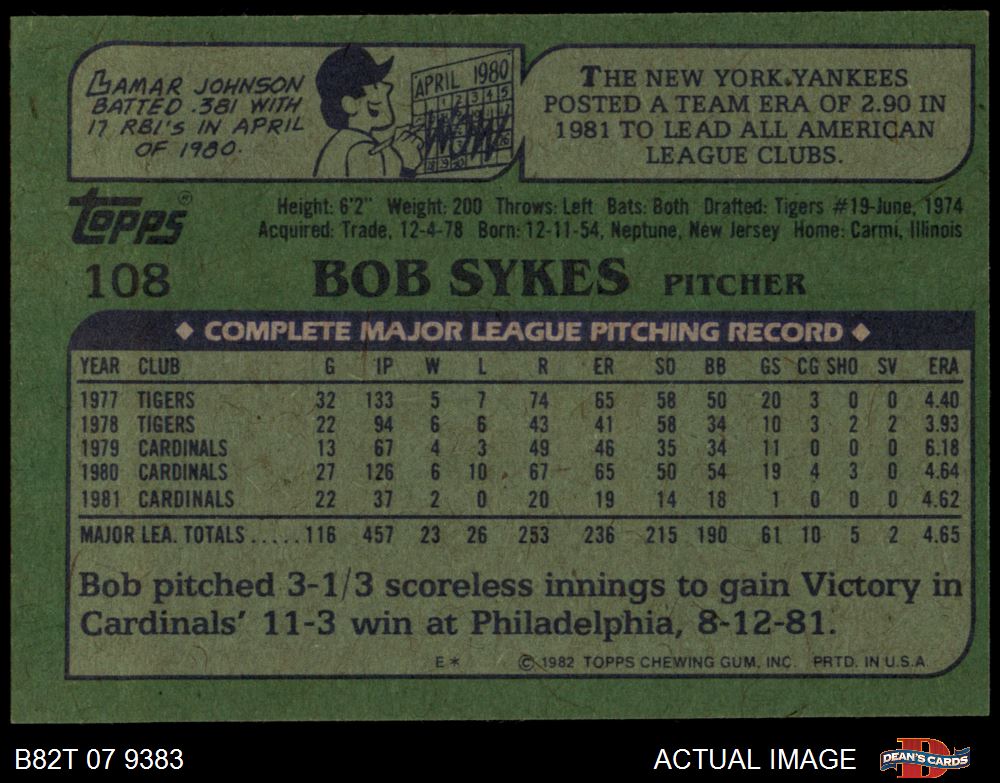 LAMAR JOHNSON
BATTED .381 WITH
17 RBI'S IN APRIL
OF 1980.
APRIL 1980
WOW
THE NEW YORK YANKEES
POSTED A TEAM ERA OF 2.90 IN
1981 TO LEAD ALL AMERICAN
LEAGUE CLUBS.
TOPPS®
Height: 6'2" Weight: 200 Throws: Left Bats: Both Drafted: Tigers #19-June, 1974
Acquired: Trade, 12-4-78 Born: 12-11-54, Neptune, New Jersey Home: Carmi, Illinois
108 BOB SYKES PITCHER
◆ COMPLETE MAJOR LEAGUE PITCHING RECORD ◆
YEAR CLUB G IP W L R ER SO BB GS CG SHO SV ERA
1977 TIGERS 32 133 5 7 74 65 58 50 20 3 0 0 4.40
1978 TIGERS 22 94 6 6 43 41 58 34 10 3 2 2 3.93
1979 CARDINALS 13 67 4 3 49 46 35 34 11 0 0 0 6.18
1980 CARDINALS 27 126 6 10 67 65 50 54 19 4 3 0 4.64
1981 CARDINALS 22 37 2 0 20 19 14 18 1 0 0 0 4.62
MAJOR LEA. TOTALS.....116 457 23 26 253 236 215 190 61 10 5 2 4.65
Bob pitched 3-1/3 scoreless innings to gain Victory in
Cardinals' 11-3 win at Philadelphia, 8-12-81.
E* © 1982 TOPPS CHEWING GUM, INC. PRTD. IN U.S.A.
B82T 07 9383 ACTUAL IMAGE DEAN'S CARDS